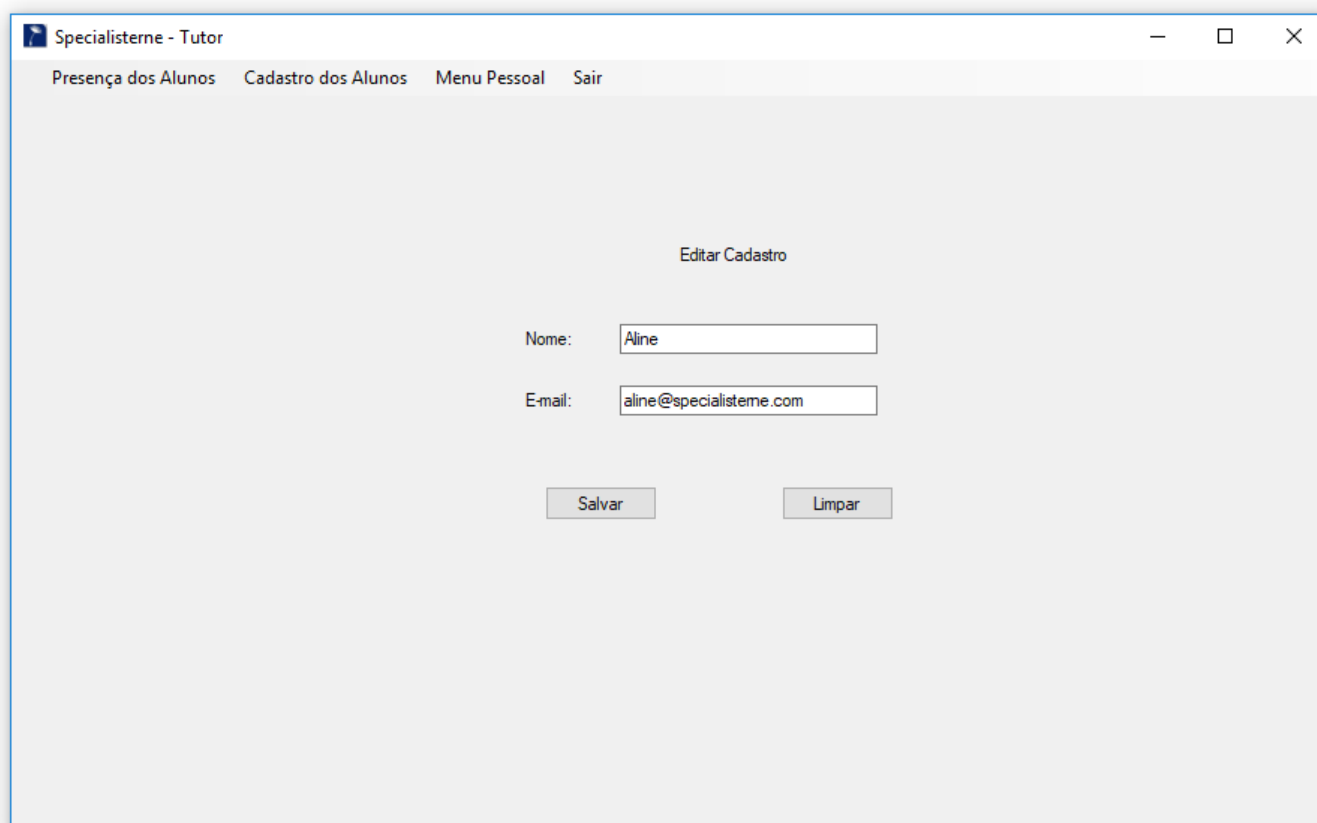 Specialisterne - Tutor
Presença dos Alunos Cadastro dos Alunos Menu Pessoal Sair
Editar Cadastro
Nome: Aline
E-mail: aline@specialisterne.com
Salvar Limpar